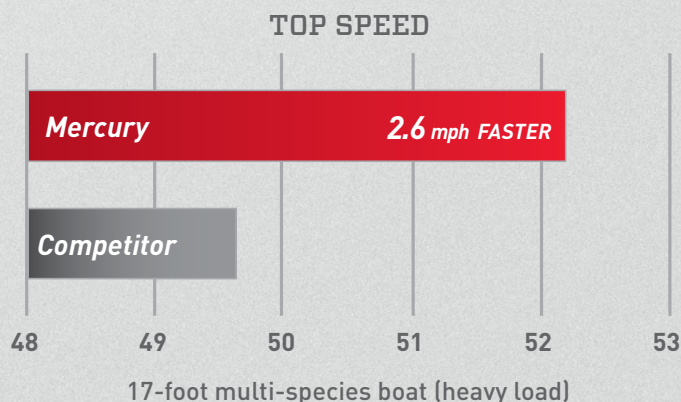 TOP SPEED
Mercury 2.6 mph FASTER
Competitor
48 49 50 51 52 53
17-foot multi-species boat (heavy load)